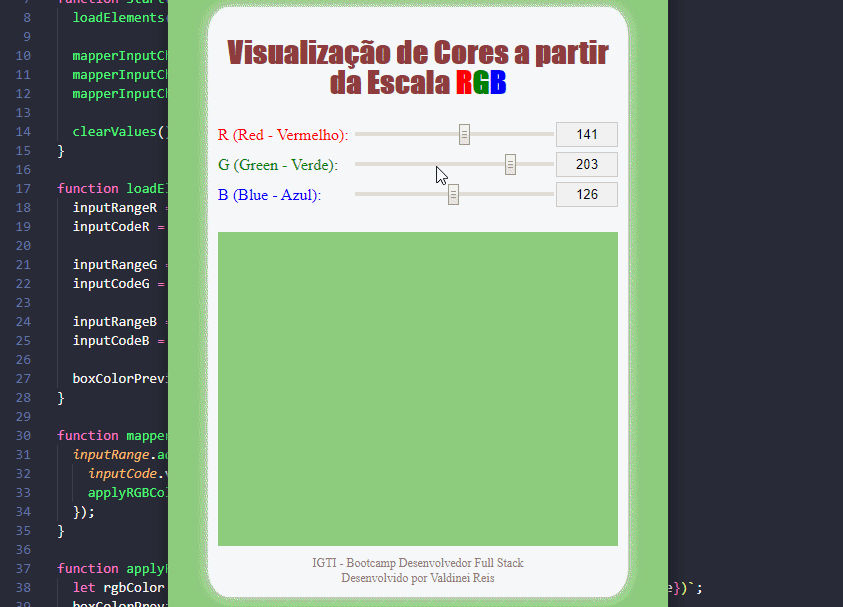 7 function start(
8 loadElements(
9
10 mapperInputCh
11 mapperInputCh
12 mapperInputCh
13
14 clearValues()
15 }
16
17 function loadEl
18 inputRangeR =
19 inputCodeR =
20
21 inputRangeG =
22 inputCodeG =
23
24 inputRangeB =
25 inputCodeB =
26
27 boxColorPrevi
28 }
29
30 function mapper
31 inputRange.ad
32 inputCode.v
33 applyRGBCol
34 });
35 }
36
37 function applyR
38 let rgbColor
e})`;
39 boxColorPrevi
Visualização de Cores a partir
da Escala RGB
R (Red - Vermelho): 141
G (Green - Verde): 203
B (Blue - Azul): 126
IGTI - Bootcamp Desenvolvedor Full Stack
Desenvolvido por Valdinei Reis